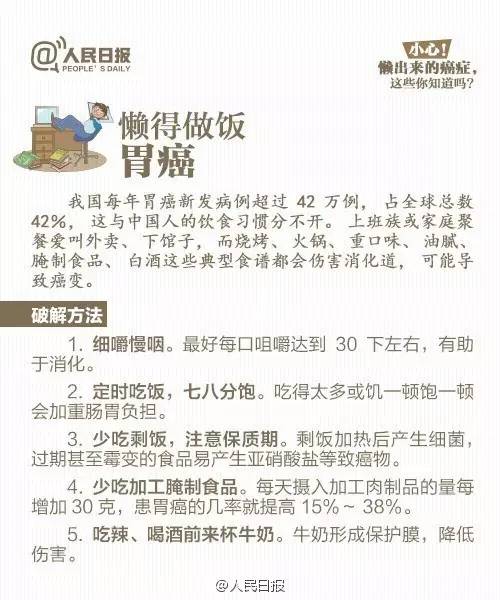 @人民日报
PEOPLE'S DAILY
小心!
懒出来的癌症,
这些你知道吗?
懒得做饭
胃癌
我国每年胃癌新发病例超过 42 万例, 占全球总数
42%, 这与中国人的饮食习惯分不开。上班族或家庭聚
餐爱叫外卖、下馆子, 而烧烤、火锅、重口味、油腻、
腌制食品、白酒这些典型食谱都会伤害消化道, 可能导
致癌变。
破解方法
1. 细嚼慢咽。最好每口咀嚼达到 30 下左右, 有助
于消化。
2. 定时吃饭, 七八分饱。吃得太多或饥一顿饱一顿
会加重肠胃负担。
3. 少吃剩饭, 注意保质期。剩饭加热后产生细菌,
过期甚至霉变的食品易产生亚硝酸盐等致癌物。
4. 少吃加工腌制食品。每天摄入加工肉制品的量每
增加 30 克, 患胃癌的几率就提高 15%~38%。
5. 吃辣、喝酒前来杯牛奶。牛奶形成保护膜, 降低
伤害。
@人民日报